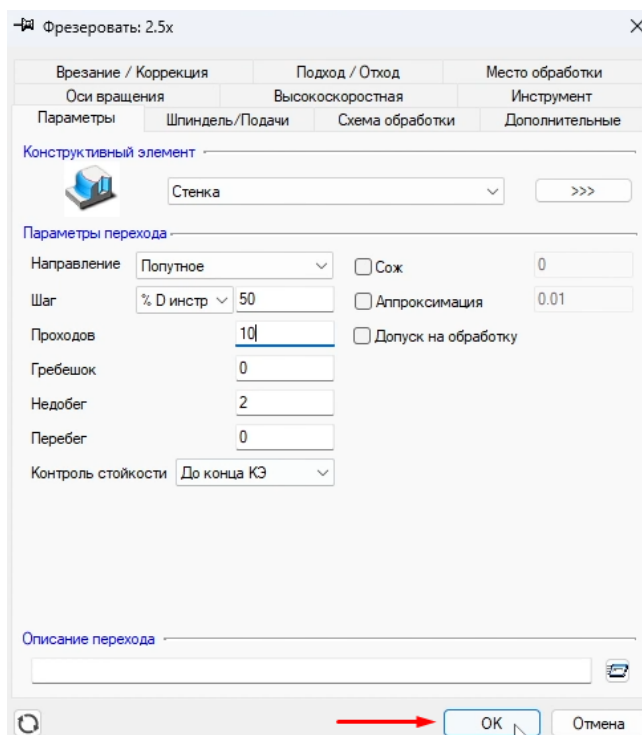 Фрезеровать: 2.5x
Врезание / Коррекция Подход / Отход Место обработки
Оси вращения Высокоскоростная Инструмент
Параметры Шпиндель/Подачи Схема обработки Дополнительные
Конструктивный элемент
Стенка >>>
Параметры перехода
Направление Попутное Сож 0
Шаг % D инстр 50 Аппроксимация 0.01
Проходов 10 Допуск на обработку
Гребешок 0
Недобег 2
Перебег 0
Контроль стойкости До конца КЭ
Описание перехода
OK Отмена